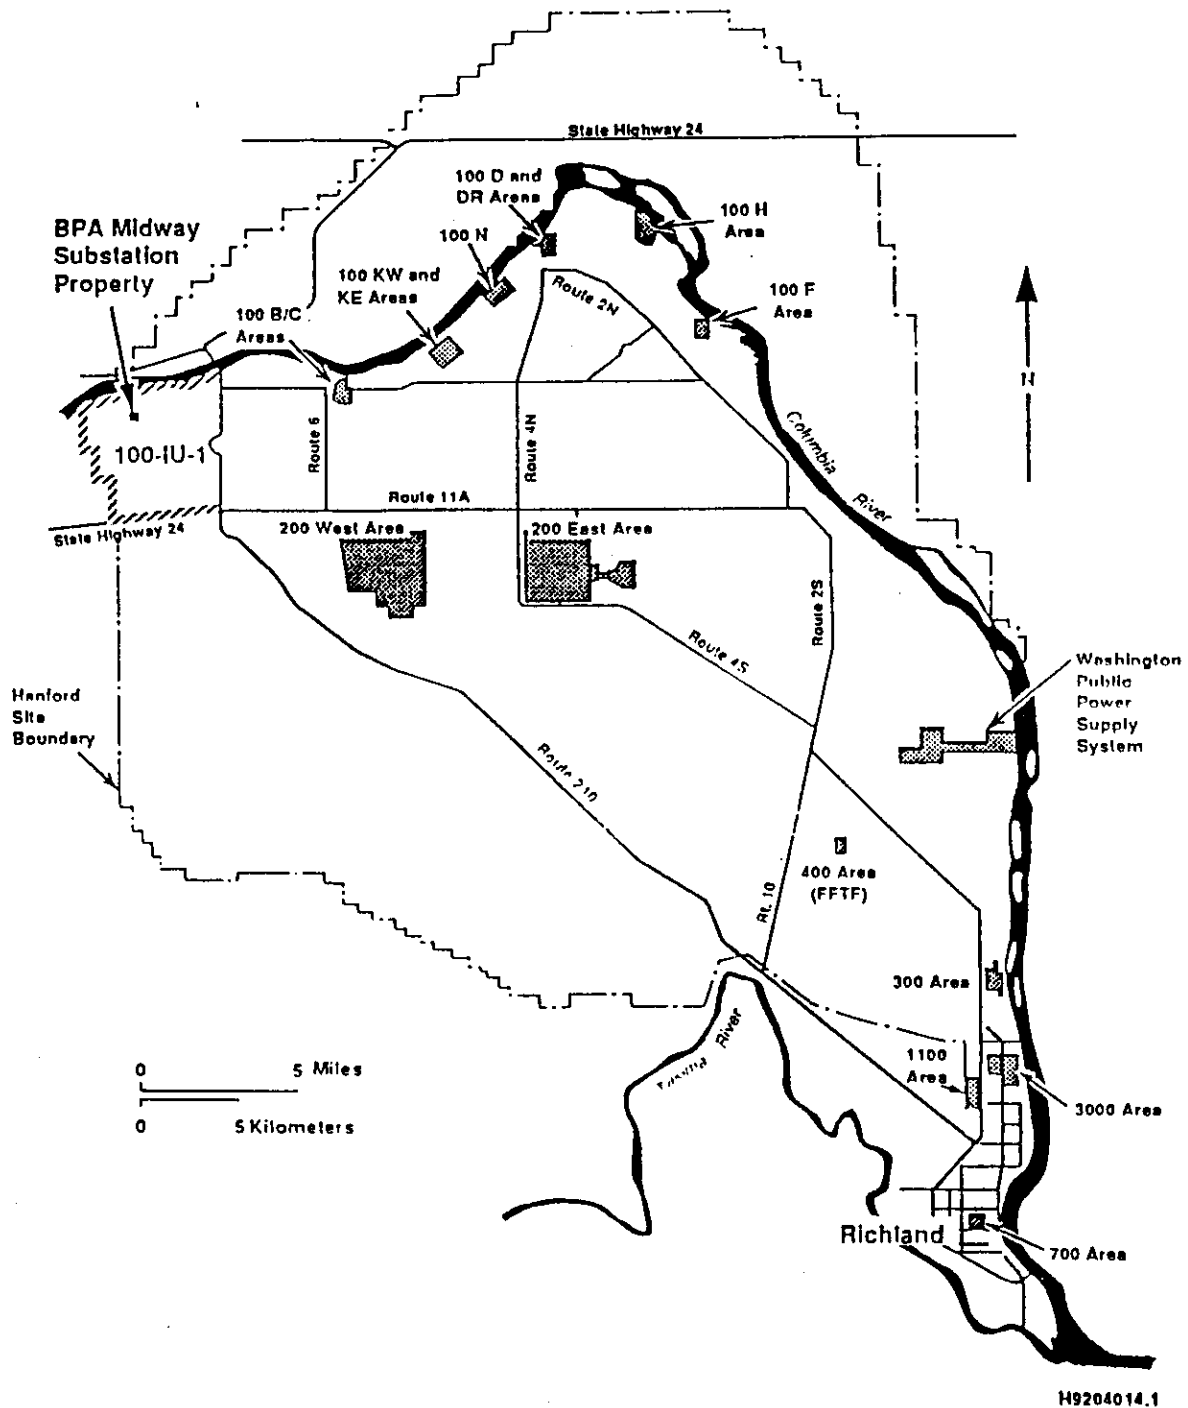 State Highway 24
100 D and
DR Areas
100 H
Area
BPA Midway
Substation
Property
100 N
100 KW and
KE Areas
Route 2N
100 F
Area
100 B/C
Areas
N
100-IU-1
Route 6
Route 4N
Columbia
River
Route 11A
State Highway 24
200 West Area
200 East Area
Route 2S
Route 4S
Washington
Public
Power
Supply
System
Hanford
Site
Boundary
Route 240
400 Area
(FFTF)
Rt. 10
300 Area
River
1100
Area
0 5 Miles
0 5 Kilometers
3000 Area
Richland
700 Area
H9204014.1